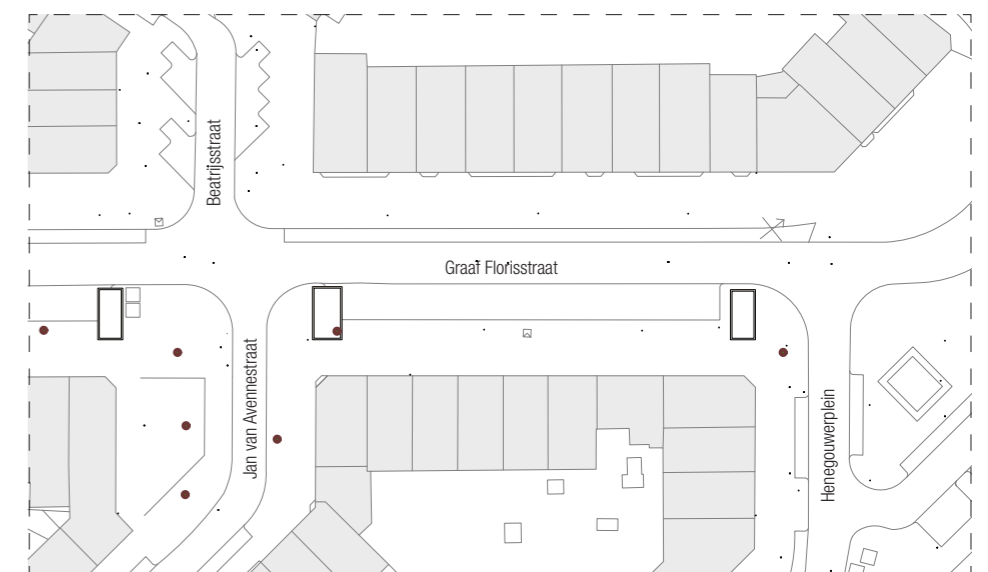 Beatrijsstraat
Graaf Florisstraat
Jan van Avennestraat
Henegouwerplein